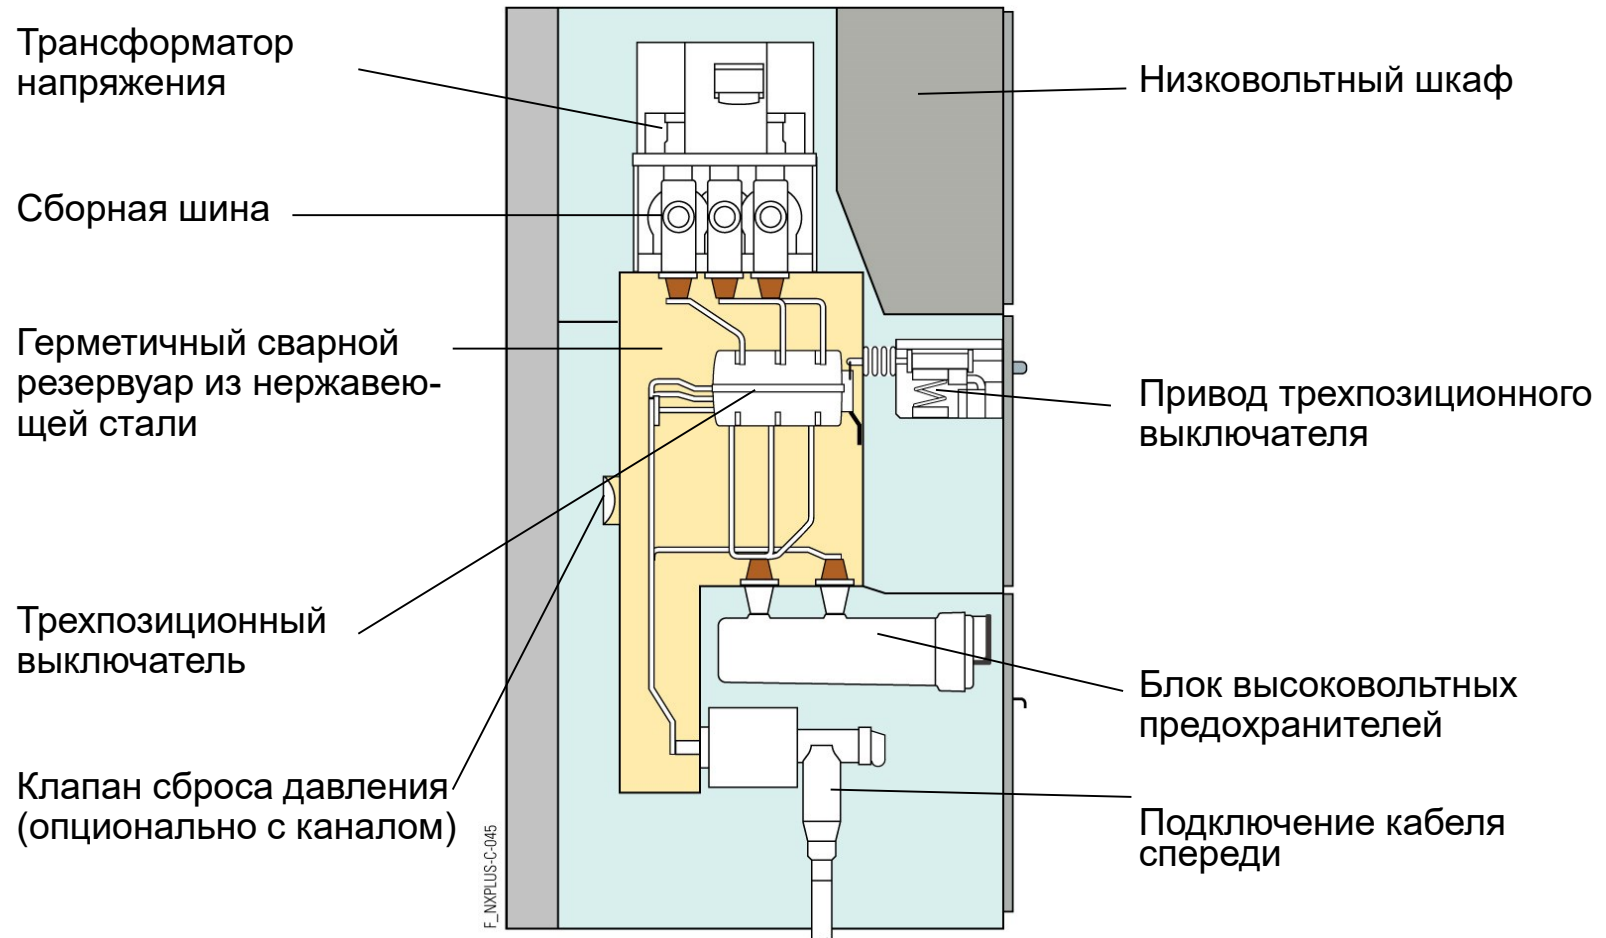 Трансформатор
напряжения
Сборная шина
Герметичный сварной
резервуар из нержавею-
щей стали
Трехпозиционный
выключатель
Клапан сброса давления
(опционально с каналом)
F_NXPLUS-C-045
Низковольтный шкаф
Привод трехпозиционного
выключателя
Блок высоковольтных
предохранителей
Подключение кабеля
спереди